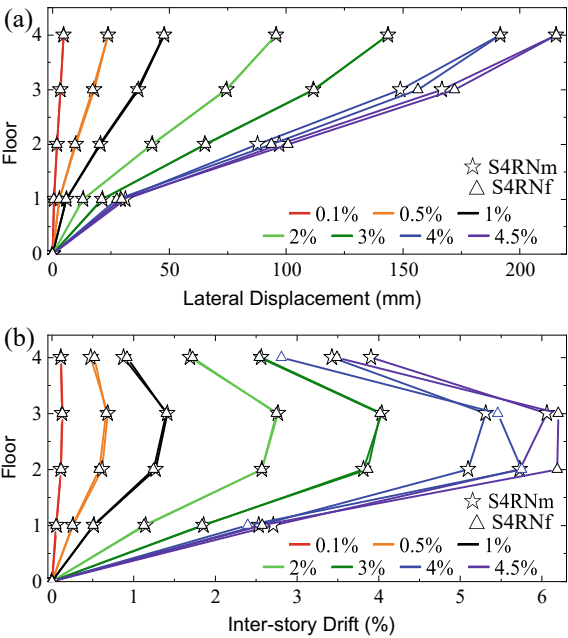 (a)
4
3
2
1
0
Floor
S4RNm
S4RNf
0.1% 0.5% 1%
2% 3% 4% 4.5%
0 50 100 150 200
Lateral Displacement (mm)
(b)
4
3
2
1
0
Floor
S4RNm
S4RNf
0.1% 0.5% 1%
2% 3% 4% 4.5%
0 1 2 3 4 5 6
Inter-story Drift (%)